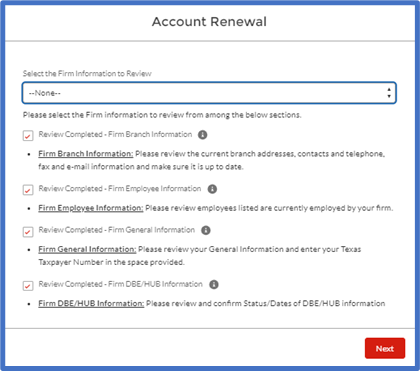 Account Renewal
Select the Firm Information to Review
--None--
Please select the Firm information to review from among the below sections.
Review Completed - Firm Branch Information
Firm Branch Information: Please review the current branch addresses, contacts and telephone,
fax and e-mail information and make sure it is up to date.
Review Completed - Firm Employee Information
Firm Employee Information: Please review employees listed are currently employed by your firm.
Review Completed - Firm General Information
Firm General Information: Please review your General Information and enter your Texas
Taxpayer Number in the space provided.
Review Completed - Firm DBE/HUB Information
Firm DBE/HUB Information: Please review and confirm Status/Dates of DBE/HUB information
Next